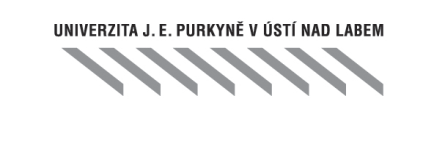 UNIVERZITA J. E. PURKYNĚ V ÚSTÍ NAD LABEM